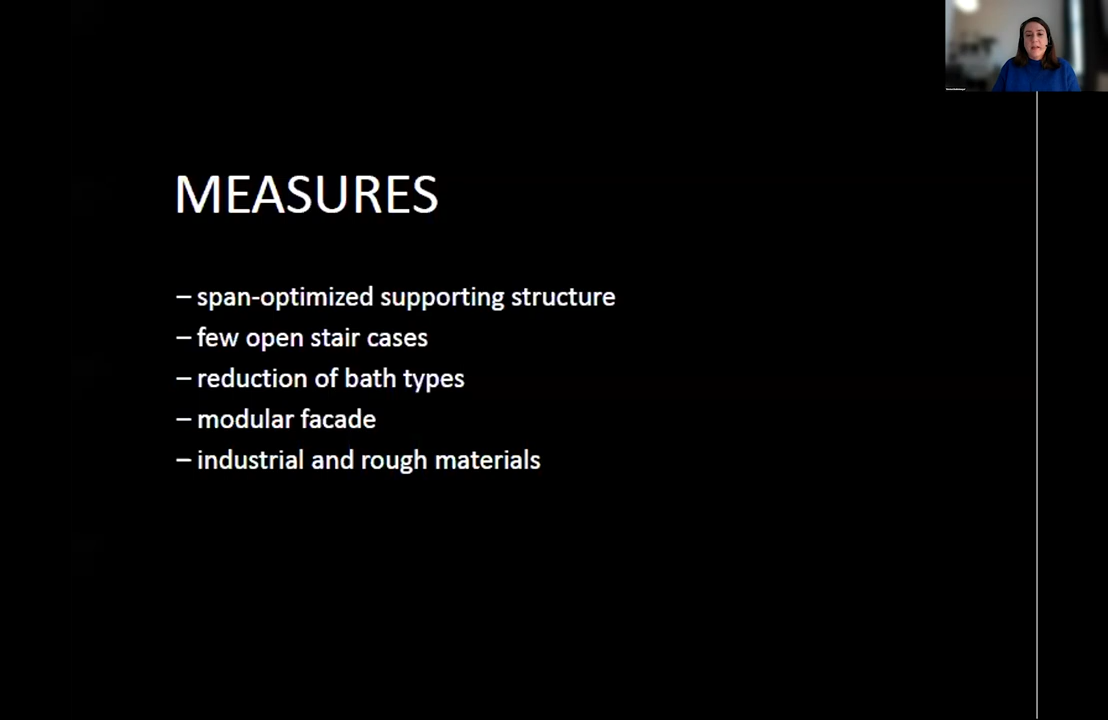 MEASURES
– span-optimized supporting structure
– few open stair cases
– reduction of bath types
– modular facade
– industrial and rough materials